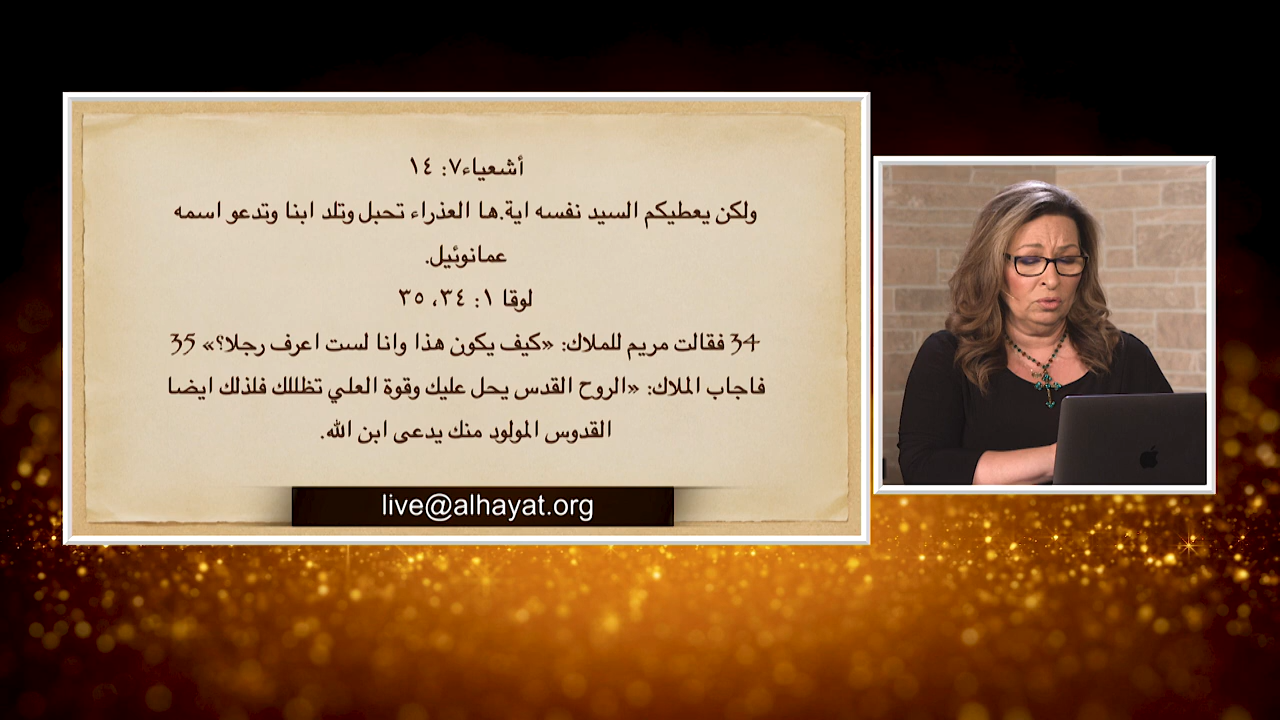 أشعياء٧: ١٤
ولكن يعطيكم السيد نفسه اية.ها العذراء تحبل وتلد ابنا وتدعو اسمه
عمانوئيل.
لوقا ١: ٣٤، ٣٥
34 فقالت مريم للملاك: «كيف يكون هذا وانا لست اعرف رجلا؟» 35
فاجاب الملاك: «الروح القدس يحل عليك وقوة العلي تظللك فلذلك ايضا
القدوس المولود منك يدعى ابن الله.
live@alhayat.org